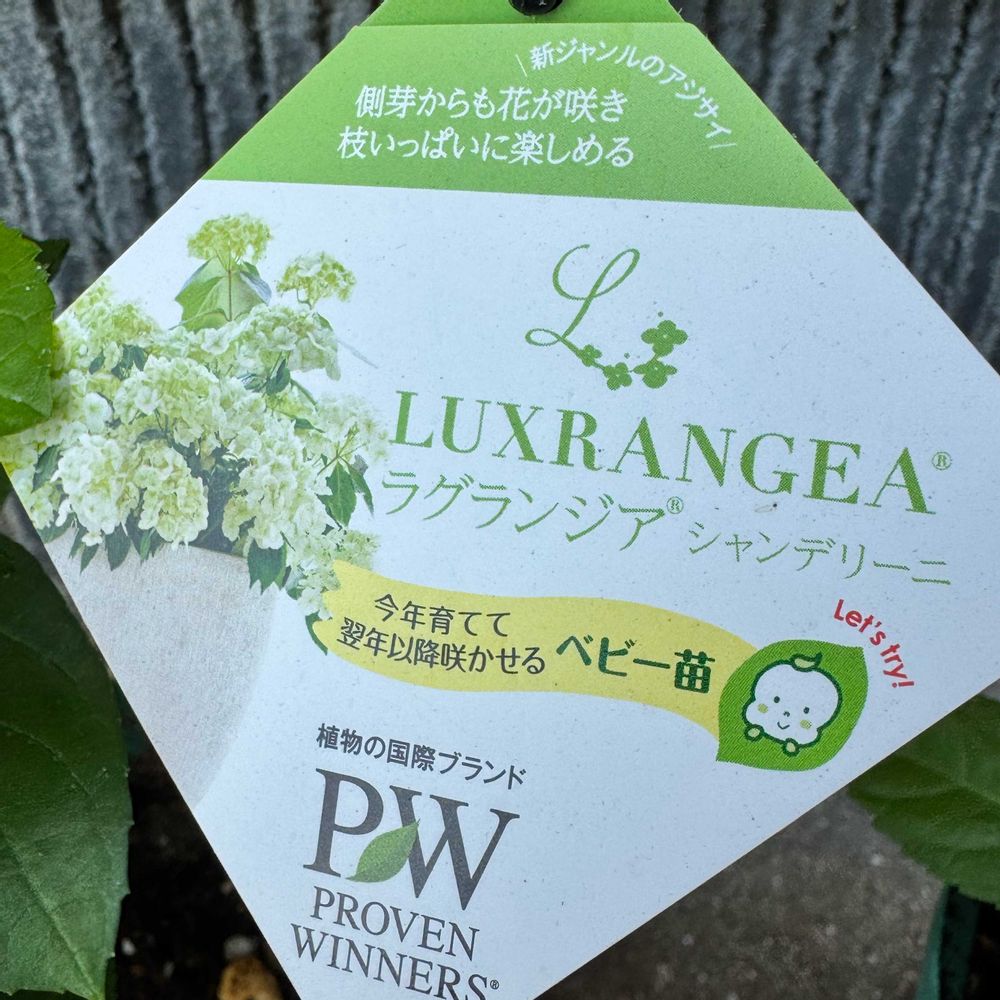 \新ジャンルのアジサイ/
側芽からも花が咲き
枝いっぱいに楽しめる
L
LUXRANGEA®
ラグランジア® シャンデリーニ
今年育てて
翌年以降咲かせる ベビー苗
Let's try!
植物の国際ブランド
PW
PROVEN
WINNERS®